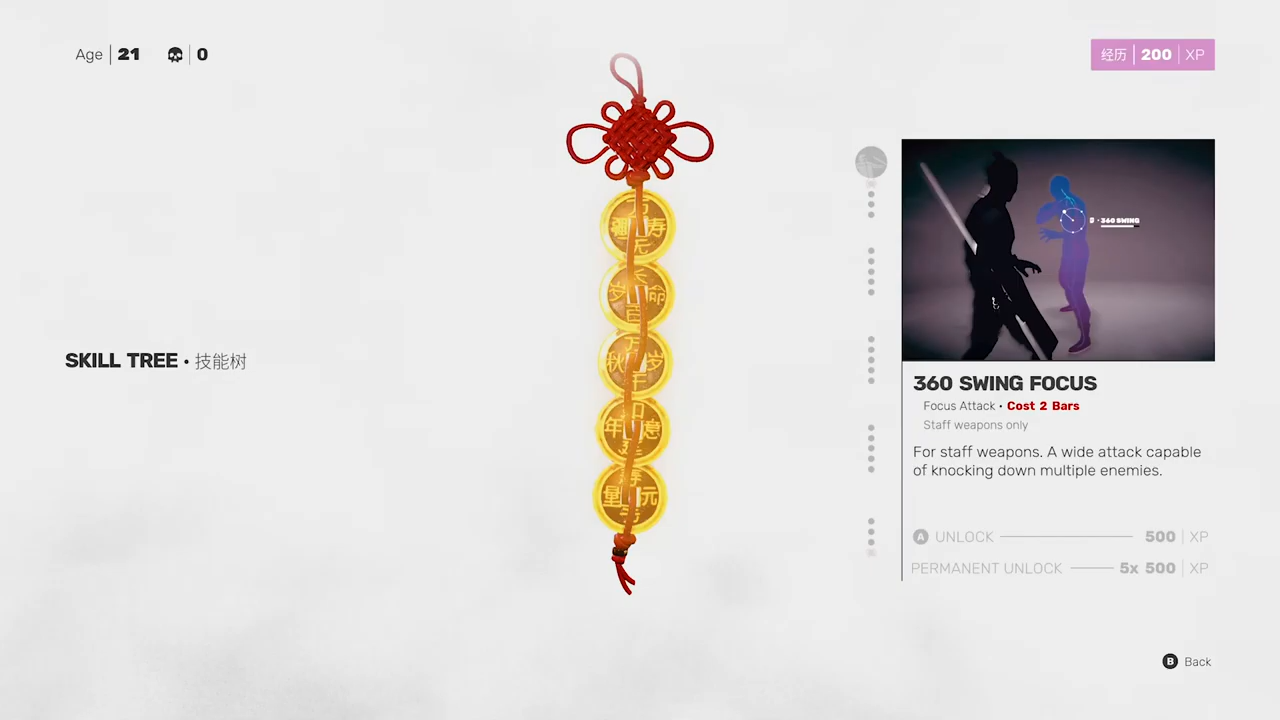 Age | 21 0
经历 | 200 | XP
SKILL TREE • 技能树
360 SWING
360 SWING FOCUS
Focus Attack • Cost 2 Bars
Staff weapons only
For staff weapons. A wide attack capable
of knocking down multiple enemies.
A UNLOCK 500 | XP
PERMANENT UNLOCK 5x 500 | XP
B Back